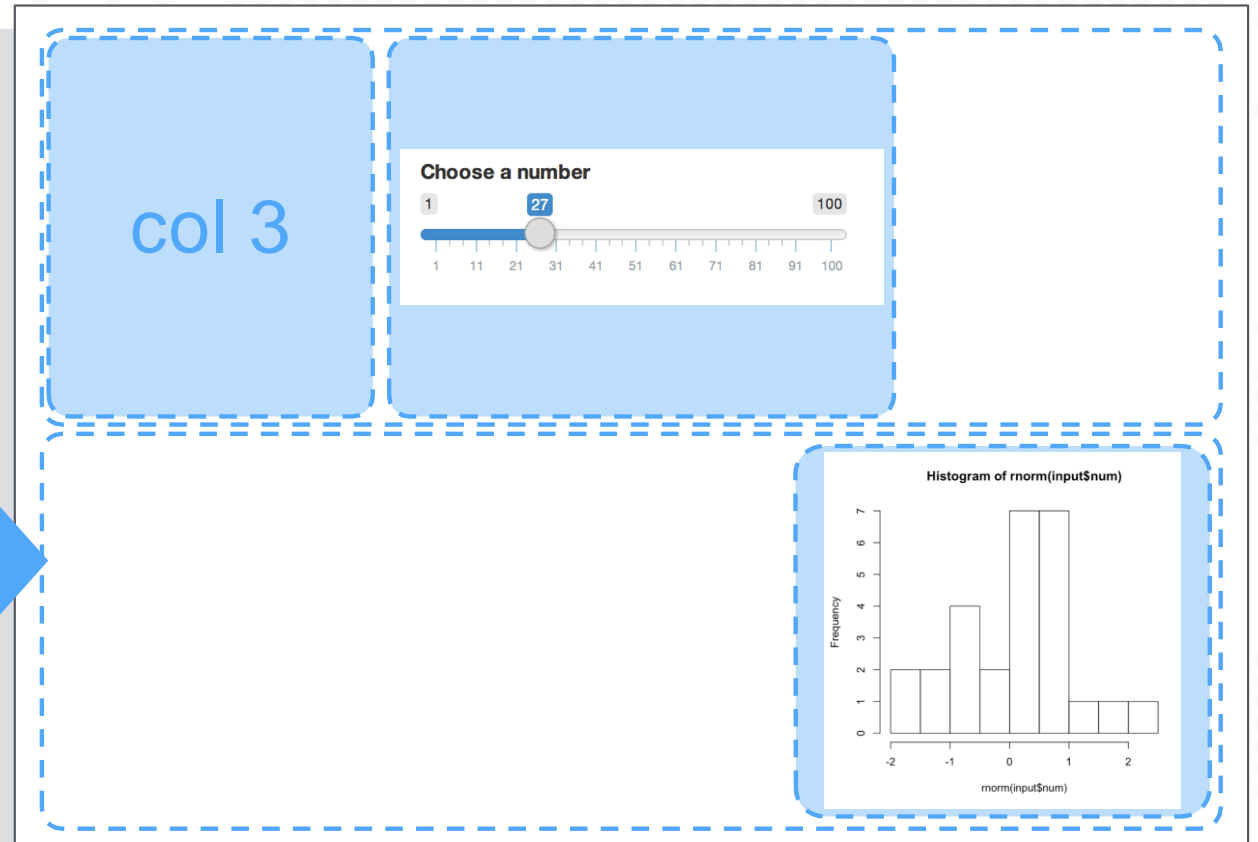 col 3
Choose a number
1 27 100
1 11 21 31 41 51 61 71 81 91 100
Histogram of rnorm(input$num)
Frequency
7
6
5
4
3
2
1
0
-2 -1 0 1 2
rnorm(input$num)